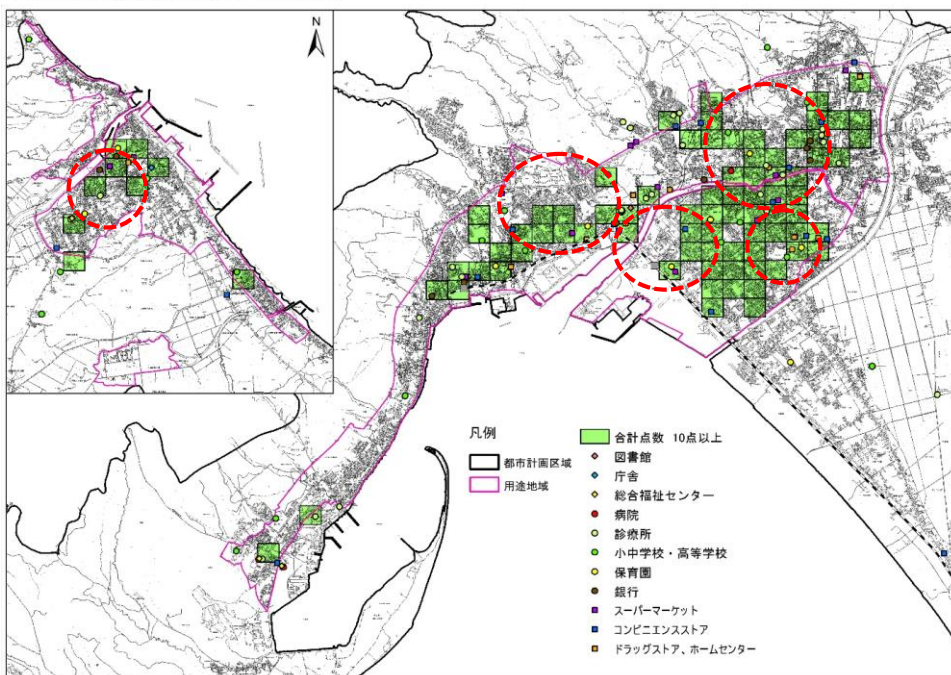 N
凡例
都市計画区域
用途地域
合計点数 10点以上
図書館
庁舎
総合福祉センター
病院
診療所
小中学校・高等学校
保育園
銀行
スーパーマーケット
コンビニエンスストア
ドラッグストア、ホームセンター